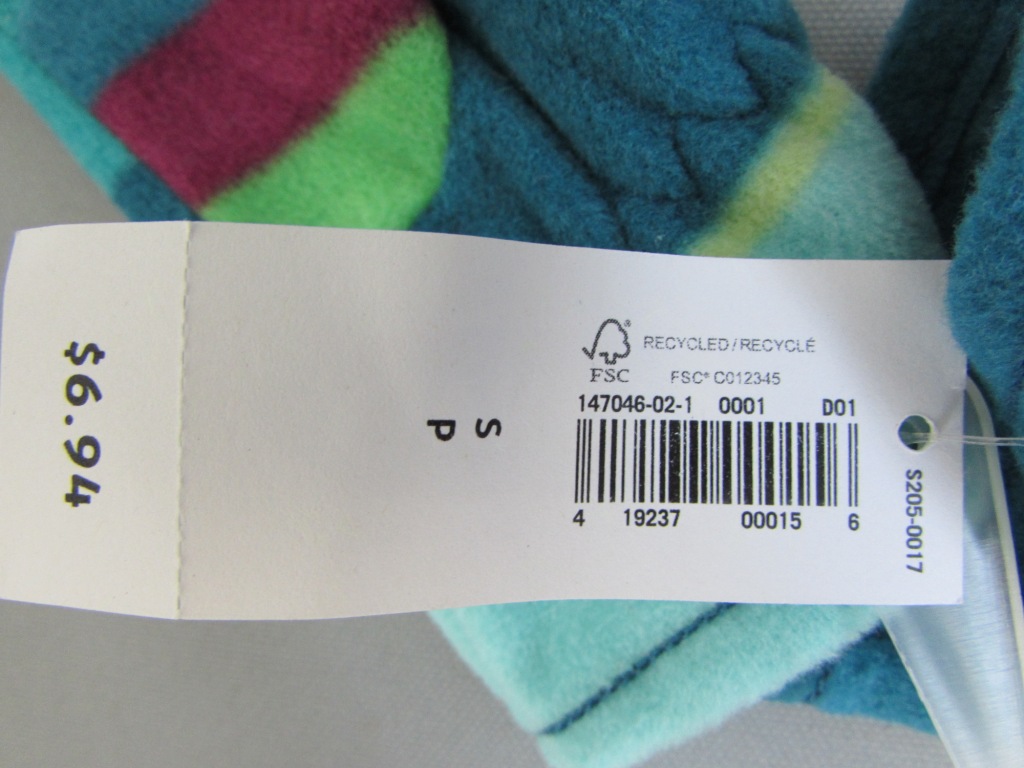 $6.94
S
P
RECYCLED/RECYCLÉ
FSC
FSC® C012345
147046-02-1 0001 D01
4 19237 00015 6
S205-0017